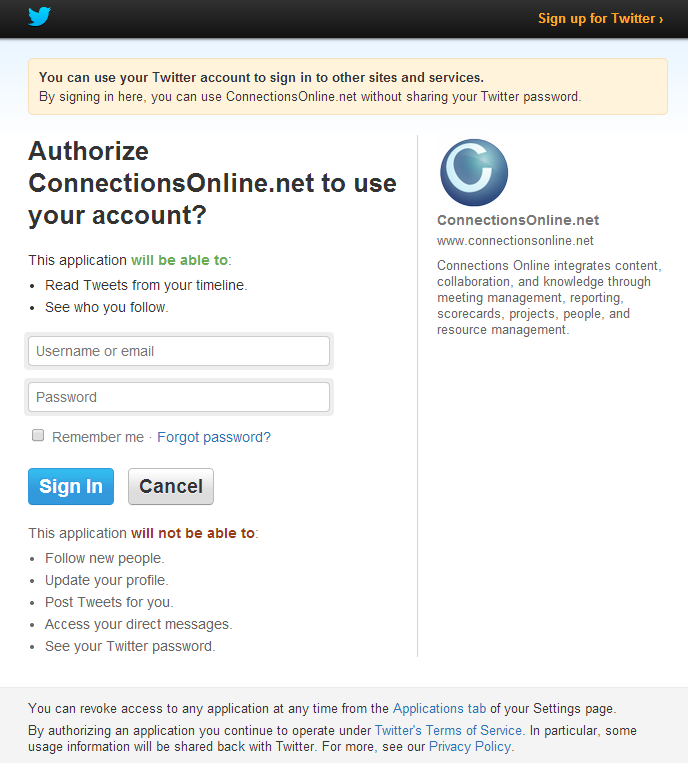 Sign up for Twitter ›
You can use your Twitter account to sign in to other sites and services.
By signing in here, you can use ConnectionsOnline.net without sharing your Twitter password.
Authorize
ConnectionsOnline.net to use
your account?
This application will be able to:
• Read Tweets from your timeline.
• See who you follow.
Username or email
Password
Remember me · Forgot password?
Sign In
Cancel
This application will not be able to:
• Follow new people.
• Update your profile.
• Post Tweets for you.
• Access your direct messages.
• See your Twitter password.
C
ConnectionsOnline.net
www.connectionsonline.net
Connections Online integrates content,
collaboration, and knowledge through
meeting management, reporting,
scorecards, projects, people, and
resource management.
You can revoke access to any application at any time from the Applications tab of your Settings page.
By authorizing an application you continue to operate under Twitter's Terms of Service. In particular, some
usage information will be shared back with Twitter. For more, see our Privacy Policy.